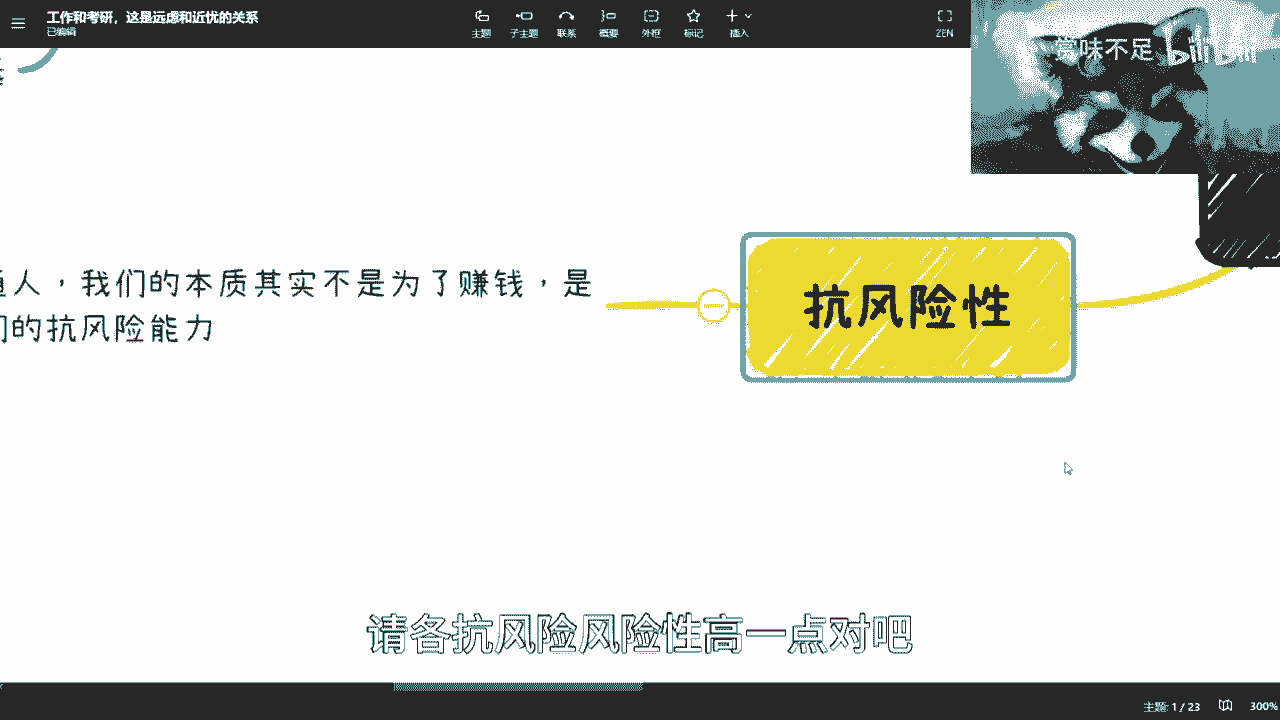 工作和考研，这是远虑和近忧的关系
已编辑
主题
子主题
联系
概要
外框
标记
插入
ZEN
赏味不足
bilibili
人，我们的本质其实不是为了赚钱，是
的抗风险能力
抗风险性
请各抗风险风险性高一点对吧
主题: 1 / 23
300%